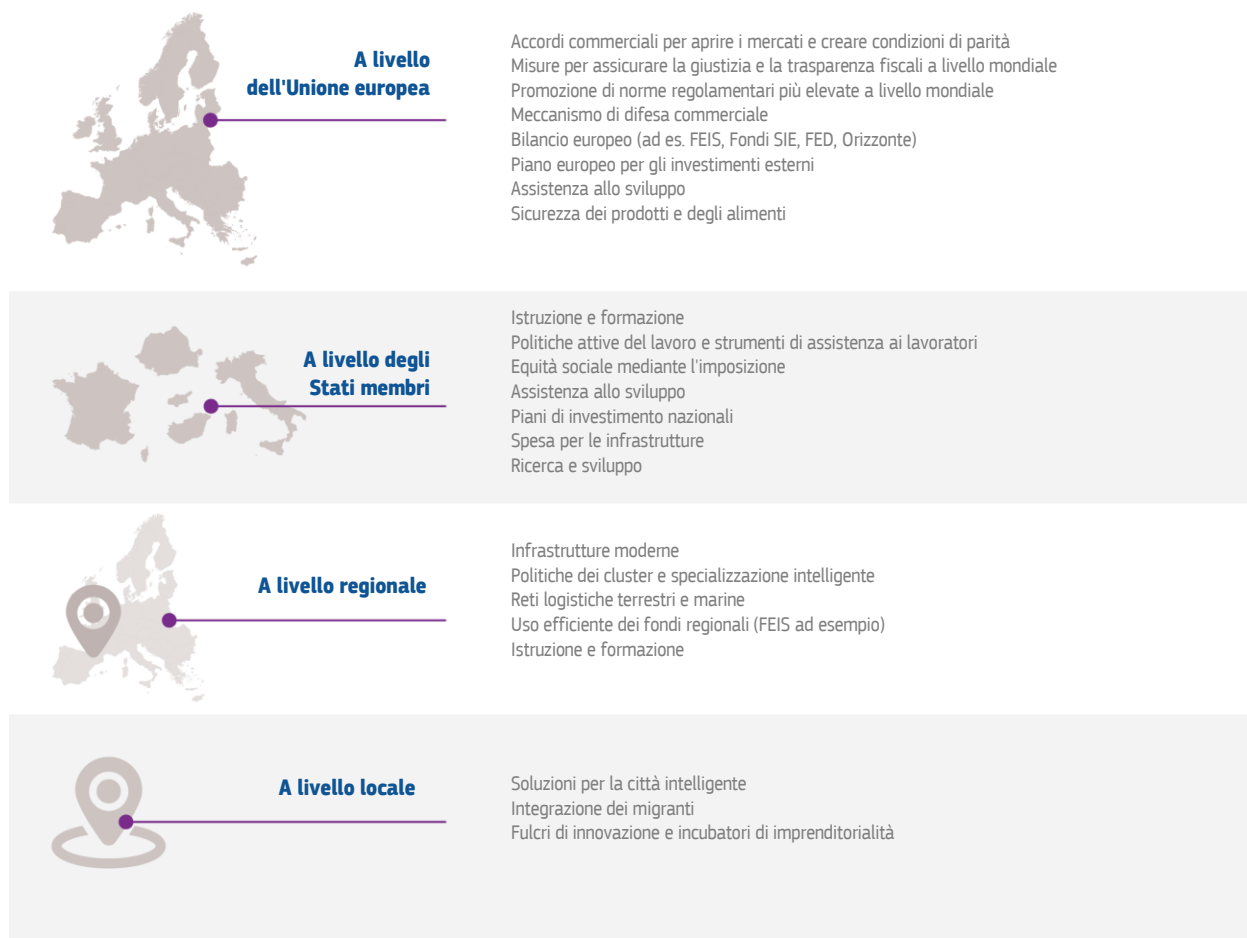 A livello
dell'Unione europea
Accordi commerciali per aprire i mercati e creare condizioni di parità
Misure per assicurare la giustizia e la trasparenza fiscali a livello mondiale
Promozione di norme regolamentari più elevate a livello mondiale
Meccanismo di difesa commerciale
Bilancio europeo (ad es. FEIS, Fondi SIE, FED, Orizzonte)
Piano europeo per gli investimenti esterni
Assistenza allo sviluppo
Sicurezza dei prodotti e degli alimenti
A livello degli
Stati membri
Istruzione e formazione
Politiche attive del lavoro e strumenti di assistenza ai lavoratori
Equità sociale mediante l'imposizione
Assistenza allo sviluppo
Piani di investimento nazionali
Spesa per le infrastrutture
Ricerca e sviluppo
A livello regionale
Infrastrutture moderne
Politiche dei cluster e specializzazione intelligente
Reti logistiche terrestri e marine
Uso efficiente dei fondi regionali (FEIS ad esempio)
Istruzione e formazione
A livello locale
Soluzioni per la città intelligente
Integrazione dei migranti
Fulcri di innovazione e incubatori di imprenditorialità